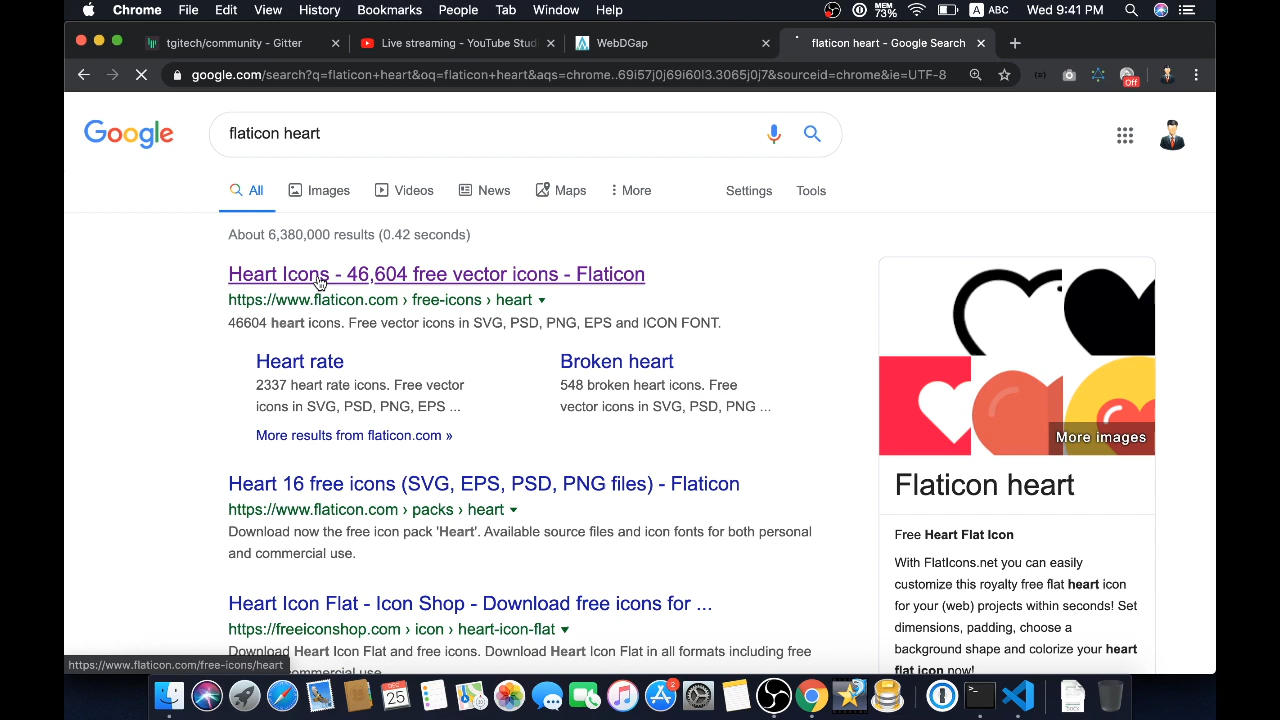 Chrome File Edit View History Bookmarks People Tab Window Help MEM 73% A ABC Wed 9:41 PM
tgitech/community - Gitter Live streaming - YouTube Stud WebDGap flaticon heart - Google Search
google.com/search?q=flaticon+heart&oq=flaticon+heart&aqs=chrome..69i57j0j69i60l3.3065j0j7&sourceid=chrome&ie=UTF-8
Off
Google flaticon heart
All Images Videos News Maps More Settings Tools
About 6,380,000 results (0.42 seconds)
Heart Icons - 46,604 free vector icons - Flaticon
https://www.flaticon.com › free-icons › heart
46604 heart icons. Free vector icons in SVG, PSD, PNG, EPS and ICON FONT.
Heart rate
2337 heart rate icons. Free vector
icons in SVG, PSD, PNG, EPS ...
Broken heart
548 broken heart icons. Free
vector icons in SVG, PSD, PNG ...
More results from flaticon.com »
Heart 16 free icons (SVG, EPS, PSD, PNG files) - Flaticon
https://www.flaticon.com › packs › heart
Download now the free icon pack 'Heart'. Available source files and icon fonts for both personal
and commercial use.
Heart Icon Flat - Icon Shop - Download free icons for ...
https://freeiconshop.com › icon › heart-icon-flat
Download Heart Icon Flat and free icons. Download Heart Icon Flat in all formats including free
commercial use.
More images
Flaticon heart
Free Heart Flat Icon
With FlatIcons.net you can easily
customize this royalty free flat heart icon
for your (web) projects within seconds! Set
dimensions, padding, choose a
background shape and colorize your heart
flat icon now!
https://www.flaticon.com/free-icons/heart
DEC
25
2
DOCX